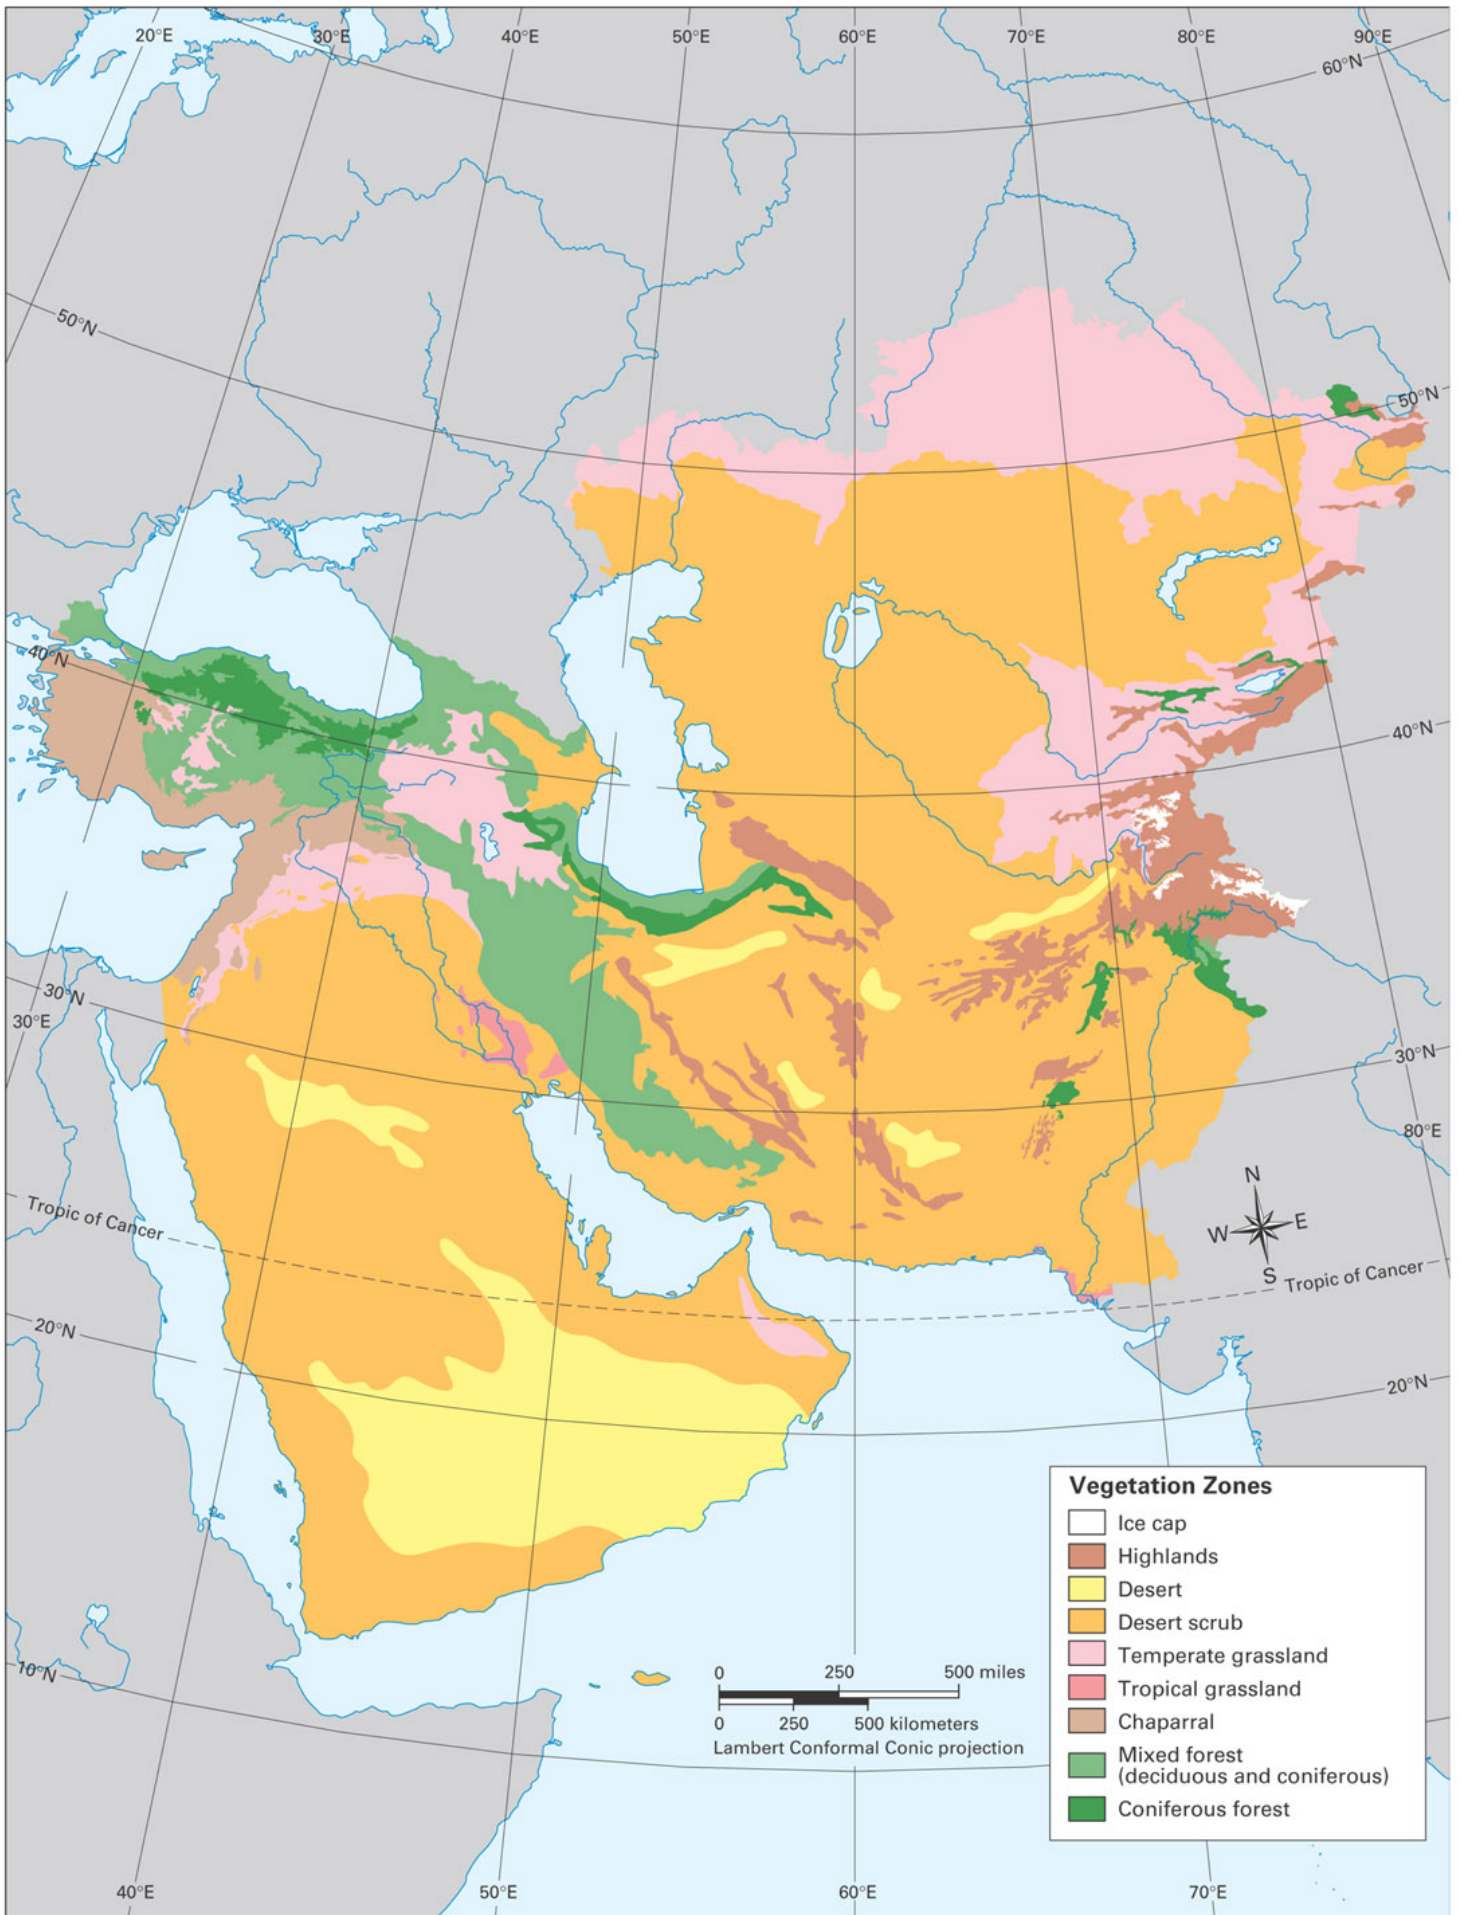 20°E 30°E 40°E 50°E 60°E 70°E 80°E 90°E
60°N
50°N
50°N
40°N
40°N
30°N
30°E
30°N
80°E
N
W E
S
Tropic of Cancer
Tropic of Cancer
20°N
20°N
10°N
Vegetation Zones
Ice cap
Highlands
Desert
Desert scrub
Temperate grassland
Tropical grassland
Chaparral
Mixed forest
(deciduous and coniferous)
Coniferous forest
0 250 500 miles
0 250 500 kilometers
Lambert Conformal Conic projection
40°E 50°E 60°E 70°E